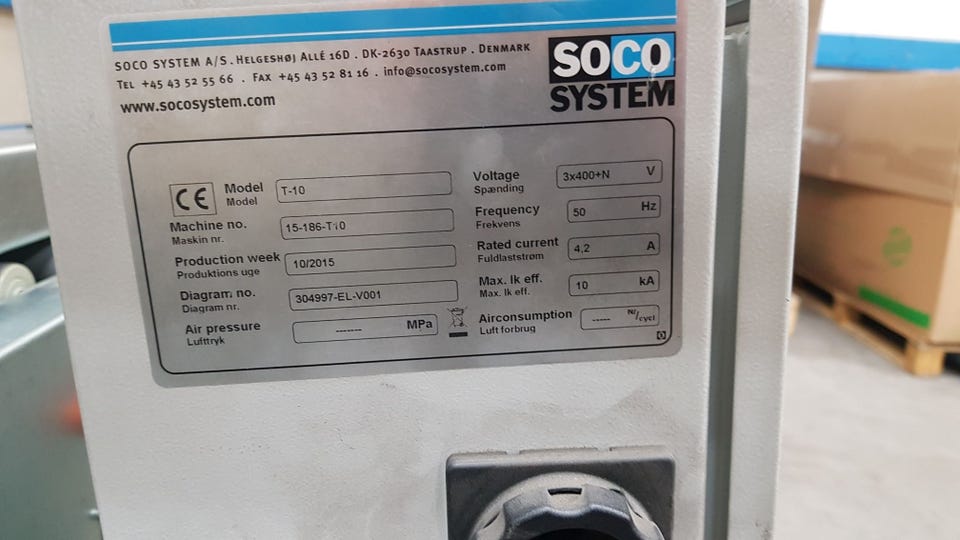 SOCO SYSTEM A/S . HELGESHØJ ALLÉ 16D . DK-2630 TAASTRUP . DENMARK
TEL +45 43 52 55 66 . FAX +45 43 52 81 16 . info@socosystem.com
www.socosystem.com
SOCO
SYSTEM
CE
Model
Model
T-10
Machine no.
Maskin nr.
15-186-T10
Production week
Produktions uge
10/2015
Diagram no.
Diagram nr.
304997-EL-V001
Air pressure
Lufttryk
------- MPa
Voltage
Spænding
3x400+N V
Frequency
Frekvens
50 Hz
Rated current
Fuldlaststrøm
4,2 A
Max. Ik eff.
Max. Ik eff.
10 kA
Airconsumption
Luft forbrug
----- Nl/cycl